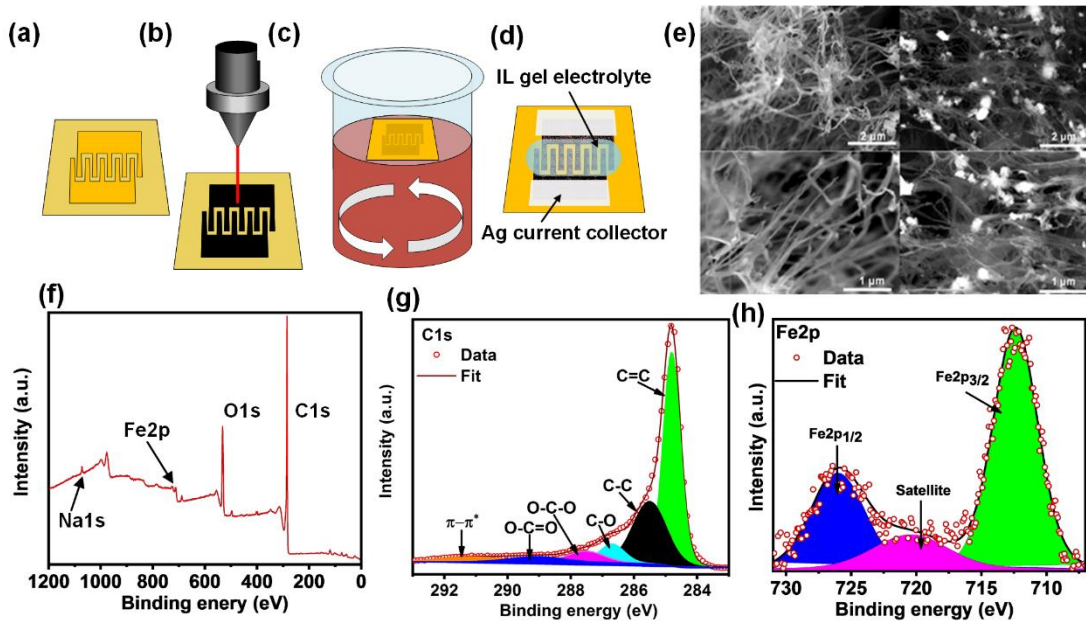 (a)
(b)
(c)
(d)
IL gel electrolyte
Ag current collector
(e)
2 μm
2 μm
1 μm
1 μm
(f)
Intensity (a.u.)
Na1s
Fe2p
O1s
C1s
1200 1000 800 600 400 200 0
Binding enery (eV)
(g)
Intensity (a.u.)
C1s
Data
Fit
C=C
C-C
C-O
O-C-O
O-C=O
π−π*
292 290 288 286 284
Binding energy (eV)
(h)
Intensity (a.u.)
Fe2p
Data
Fit
Fe2p1/2
Satellite
Fe2p3/2
730 725 720 715 710
Binding energy (eV)